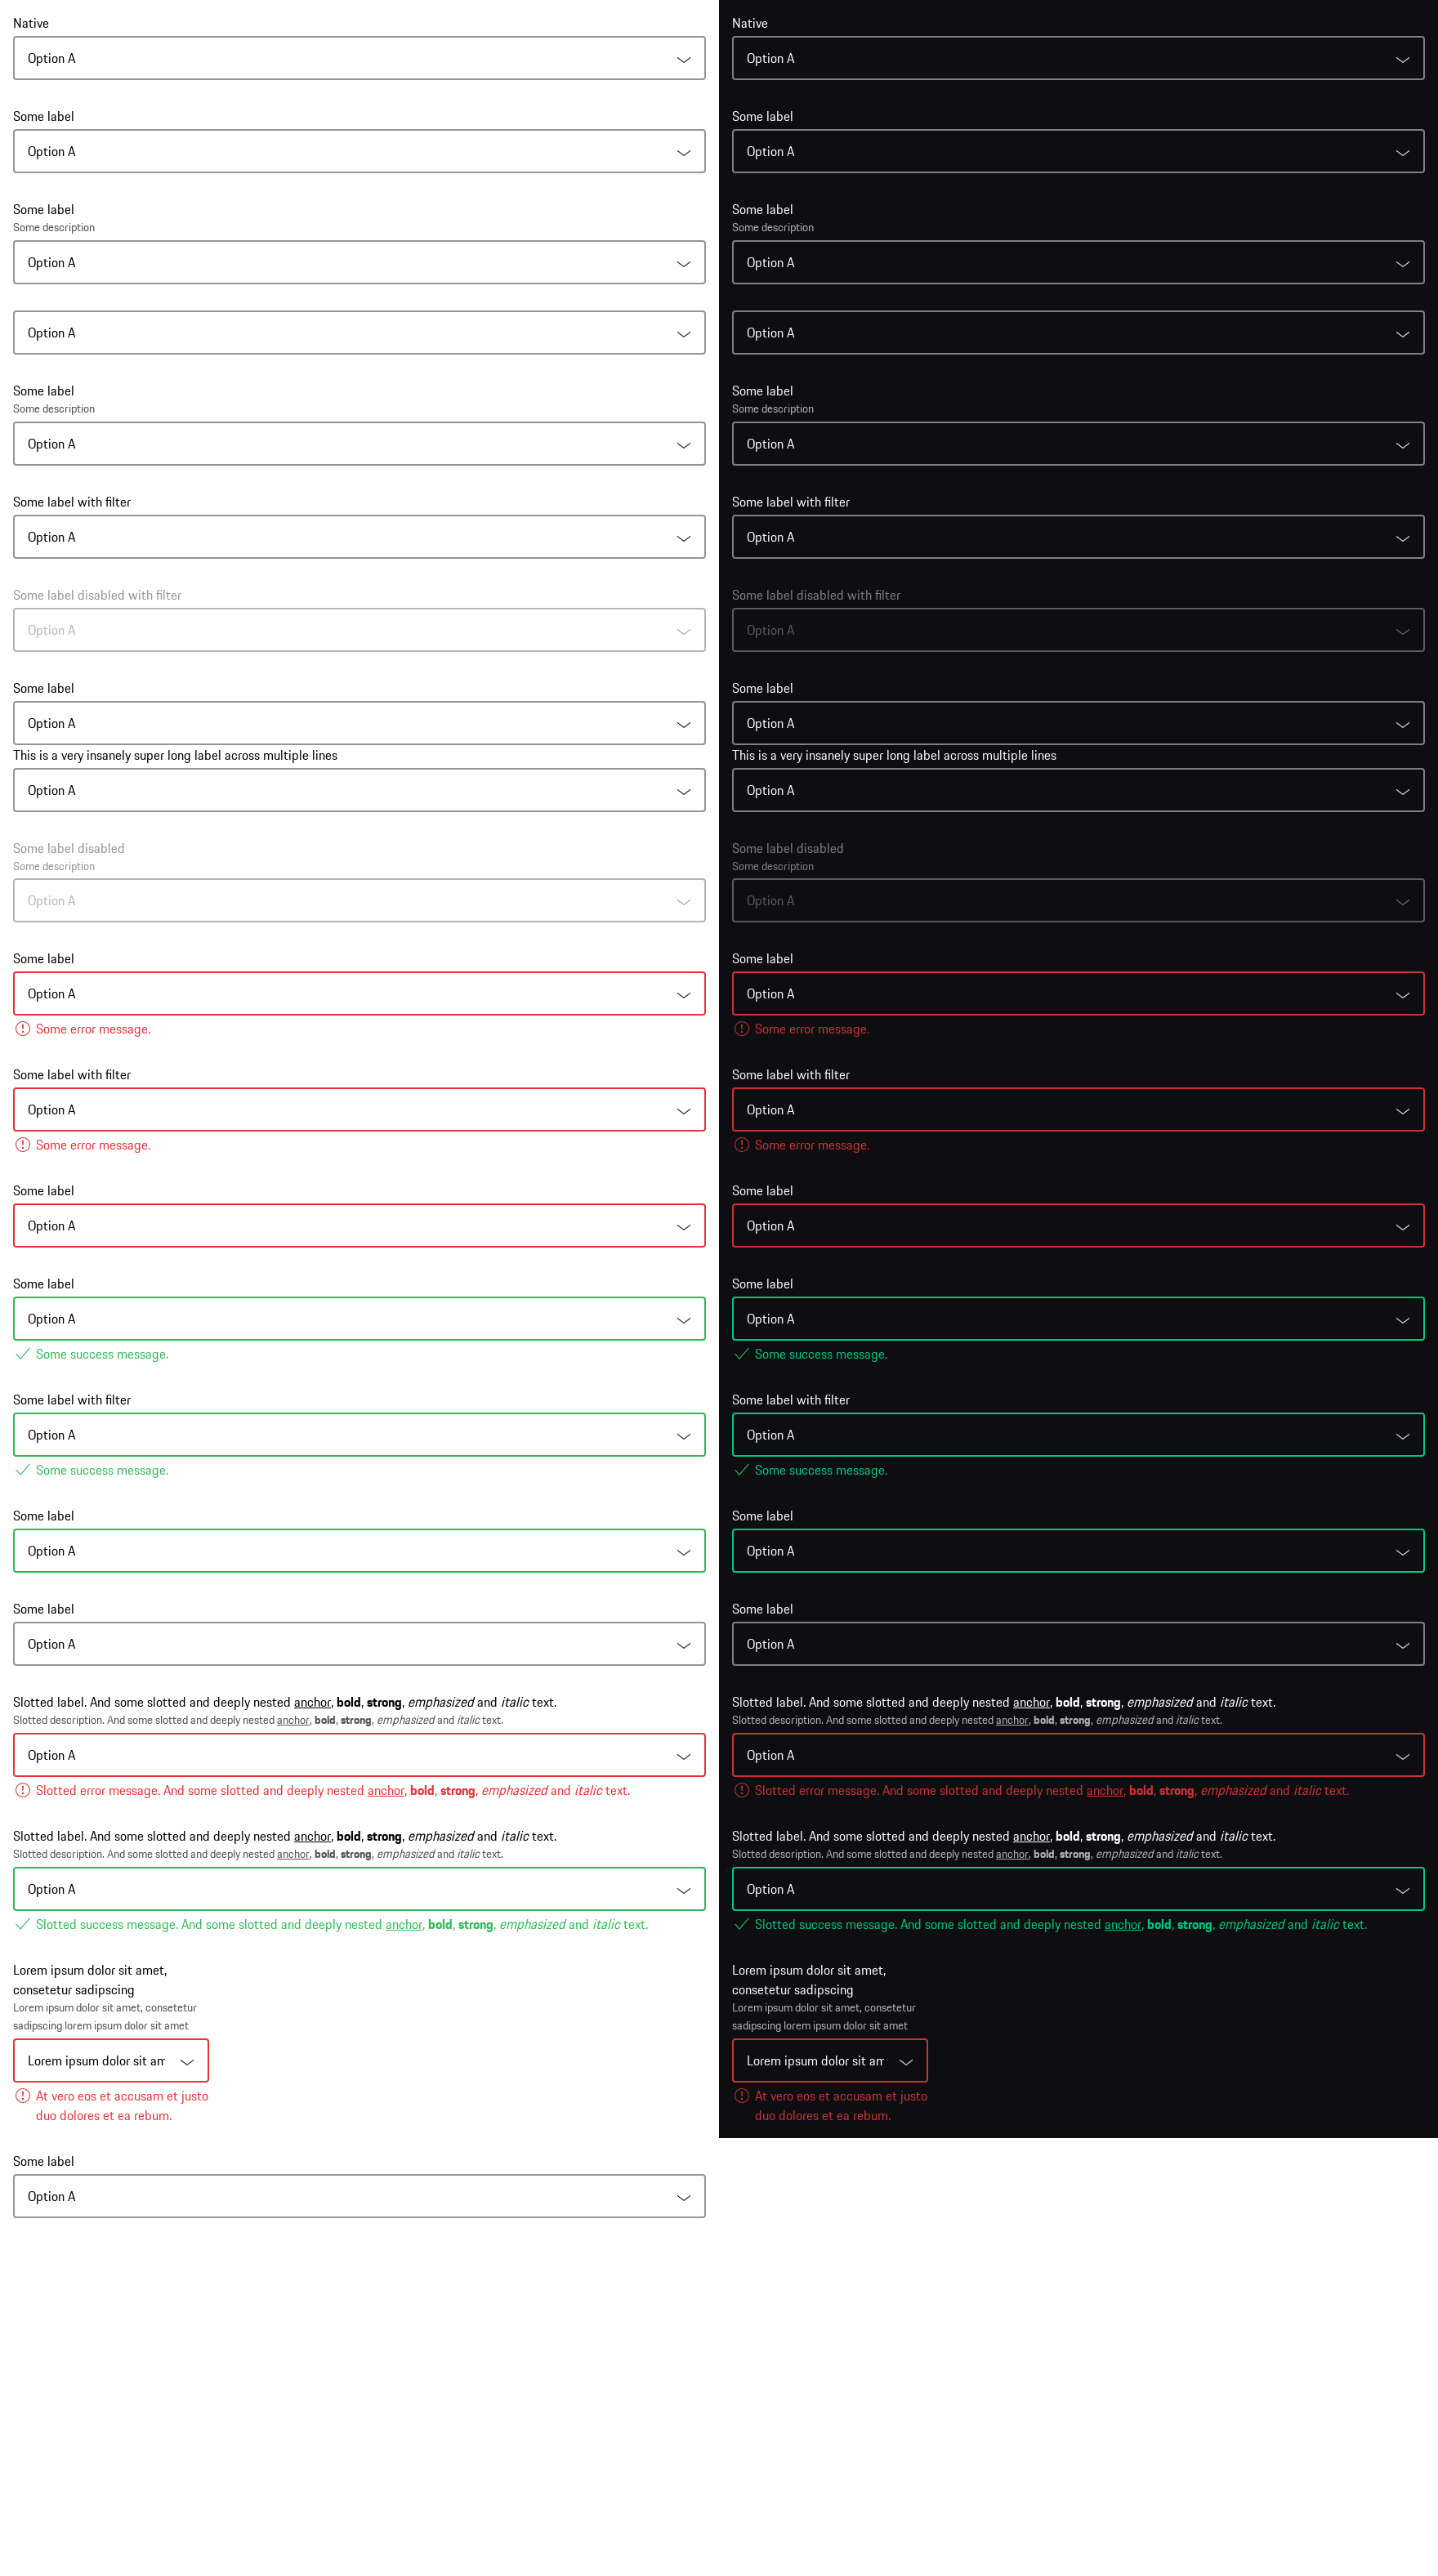 Native
Option A
Some label
Option A
Some label
Some description
Option A
Option A
Some label
Some description
Option A
Some label with filter
Option A
Some label disabled with filter
Option A
Some label
Option A
This is a very insanely super long label across multiple lines
Option A
Some label disabled
Some description
Option A
Some label
Option A
Some error message.
Some label with filter
Option A
Some error message.
Some label
Option A
Some label
Option A
Some success message.
Some label with filter
Option A
Some success message.
Some label
Option A
Some label
Option A
Slotted label. And some slotted and deeply nested anchor, bold, strong, emphasized and italic text.
Slotted description. And some slotted and deeply nested anchor, bold, strong, emphasized and italic text.
Option A
Slotted error message. And some slotted and deeply nested anchor, bold, strong, emphasized and italic text.
Slotted label. And some slotted and deeply nested anchor, bold, strong, emphasized and italic text.
Slotted description. And some slotted and deeply nested anchor, bold, strong, emphasized and italic text.
Option A
Slotted success message. And some slotted and deeply nested anchor, bold, strong, emphasized and italic text.
Lorem ipsum dolor sit amet,
consetetur sadipscing
Lorem ipsum dolor sit amet, consetetur
sadipscing lorem ipsum dolor sit amet
Lorem ipsum dolor sit am
At vero eos et accusam et justo
duo dolores et ea rebum.
Some label
Option A
Native
Option A
Some label
Option A
Some label
Some description
Option A
Option A
Some label
Some description
Option A
Some label with filter
Option A
Some label disabled with filter
Option A
Some label
Option A
This is a very insanely super long label across multiple lines
Option A
Some label disabled
Some description
Option A
Some label
Option A
Some error message.
Some label with filter
Option A
Some error message.
Some label
Option A
Some label
Option A
Some success message.
Some label with filter
Option A
Some success message.
Some label
Option A
Some label
Option A
Slotted label. And some slotted and deeply nested anchor, bold, strong, emphasized and italic text.
Slotted description. And some slotted and deeply nested anchor, bold, strong, emphasized and italic text.
Option A
Slotted error message. And some slotted and deeply nested anchor, bold, strong, emphasized and italic text.
Slotted label. And some slotted and deeply nested anchor, bold, strong, emphasized and italic text.
Slotted description. And some slotted and deeply nested anchor, bold, strong, emphasized and italic text.
Option A
Slotted success message. And some slotted and deeply nested anchor, bold, strong, emphasized and italic text.
Lorem ipsum dolor sit amet,
consetetur sadipscing
Lorem ipsum dolor sit amet, consetetur
sadipscing lorem ipsum dolor sit amet
Lorem ipsum dolor sit am
At vero eos et accusam et justo
duo dolores et ea rebum.